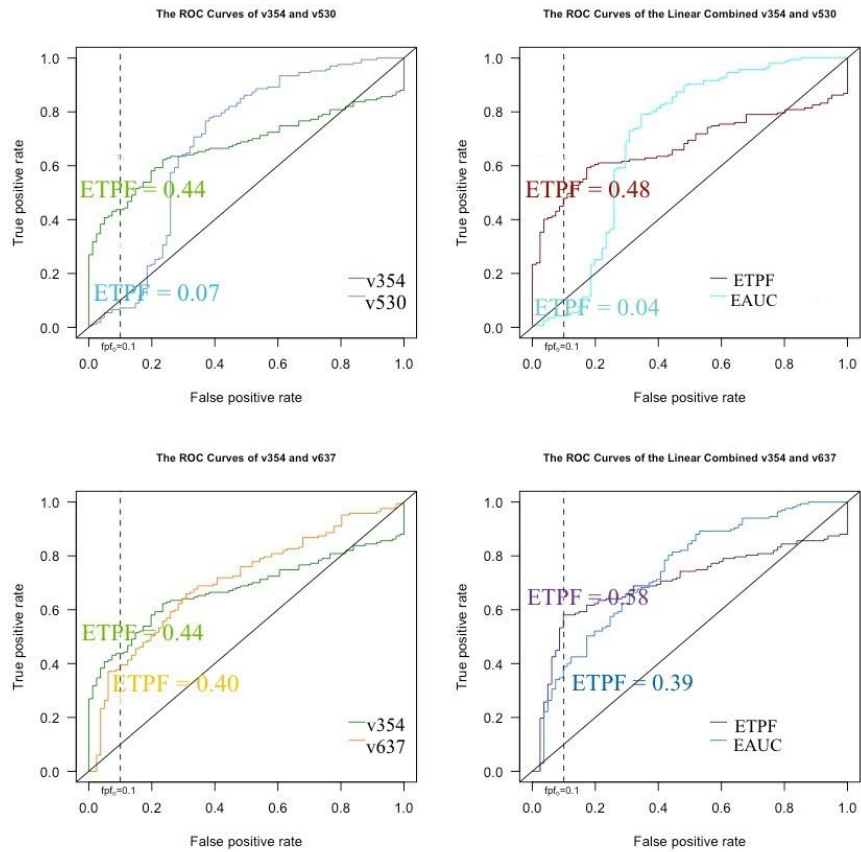 The ROC Curves of v354 and v530
True positive rate
1.0
0.8
0.6
0.4
0.2
0.0
ETPF = 0.44
ETPF = 0.07
v354
v530
fpf₀=0.1
0.0 0.2 0.4 0.6 0.8 1.0
False positive rate
The ROC Curves of the Linear Combined v354 and v530
True positive rate
1.0
0.8
0.6
0.4
0.2
0.0
ETPF = 0.48
ETPF = 0.04
ETPF
EAUC
fpf₀=0.1
0.0 0.2 0.4 0.6 0.8 1.0
False positive rate
The ROC Curves of v354 and v637
True positive rate
1.0
0.8
0.6
0.4
0.2
0.0
ETPF = 0.44
ETPF = 0.40
v354
v637
fpf₀=0.1
0.0 0.2 0.4 0.6 0.8 1.0
False positive rate
The ROC Curves of the Linear Combined v354 and v637
True positive rate
1.0
0.8
0.6
0.4
0.2
0.0
ETPF = 0.58
ETPF = 0.39
ETPF
EAUC
fpf₀=0.1
0.0 0.2 0.4 0.6 0.8 1.0
False positive rate